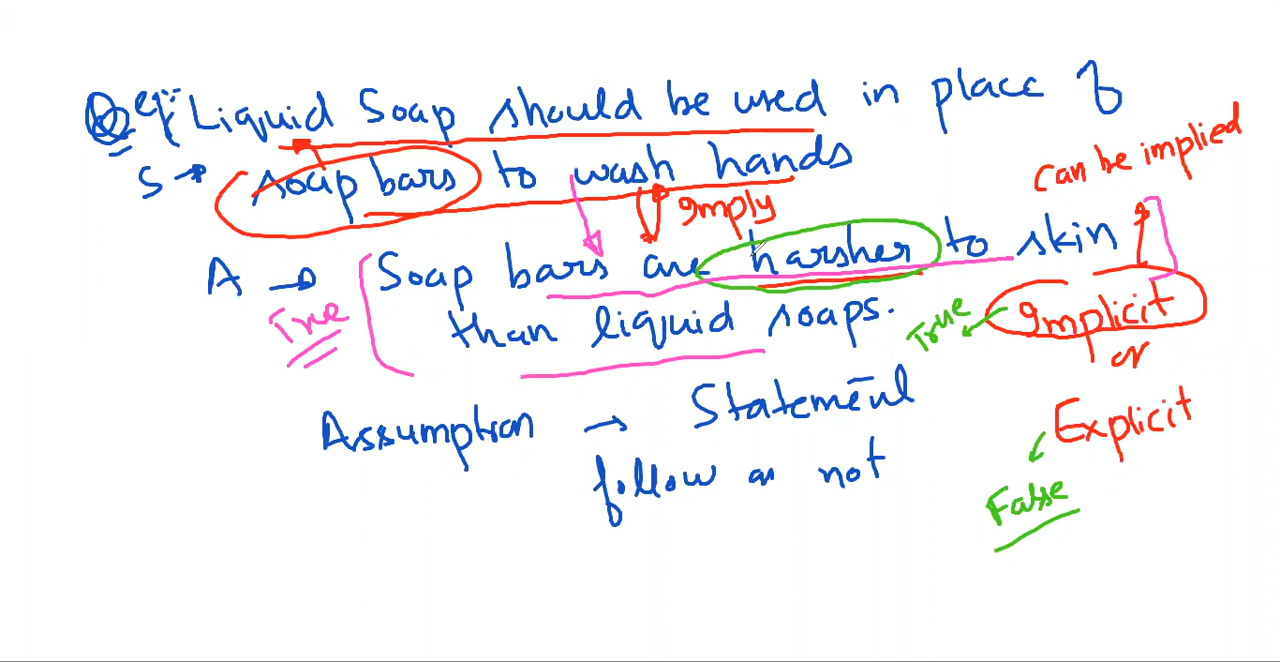 eg:- Liquid Soap should be used in place of
S → soap bars to wash hands
can be implied
Imply
A → Soap bars are harsher to skin
than liquid soaps.
True
True
Implicit
or
Explicit
False
Assumption → Statement
follow or not